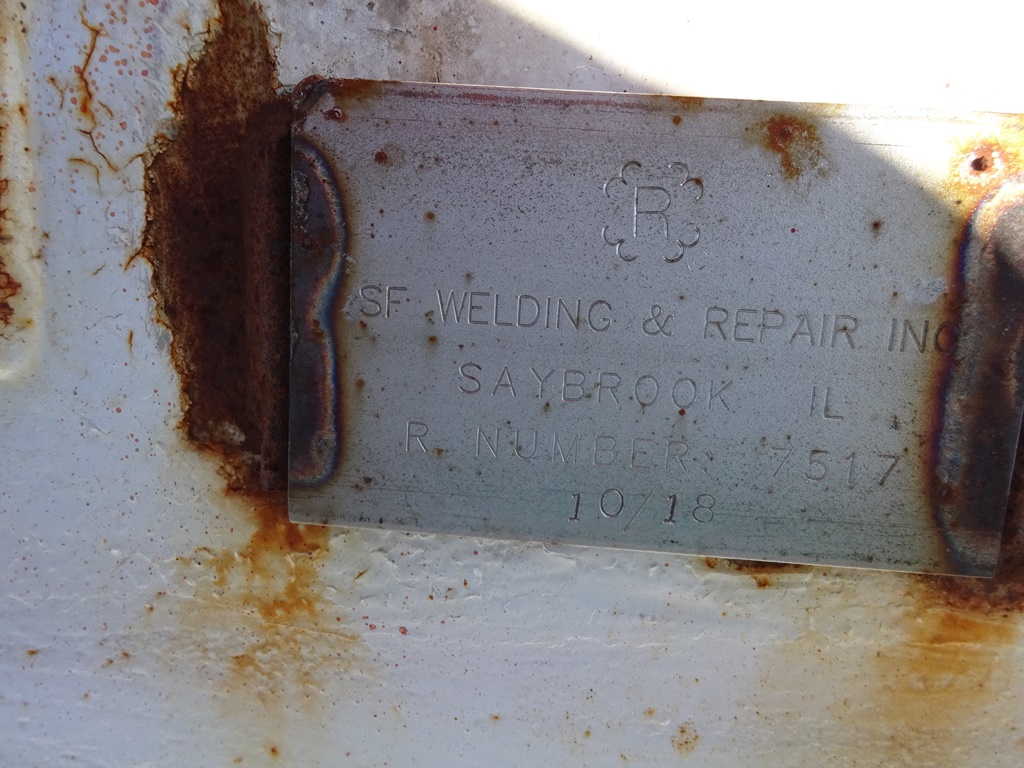 R
SF WELDING & REPAIR INC
SAYBROOK IL
R NUMBER: 7517
10/18